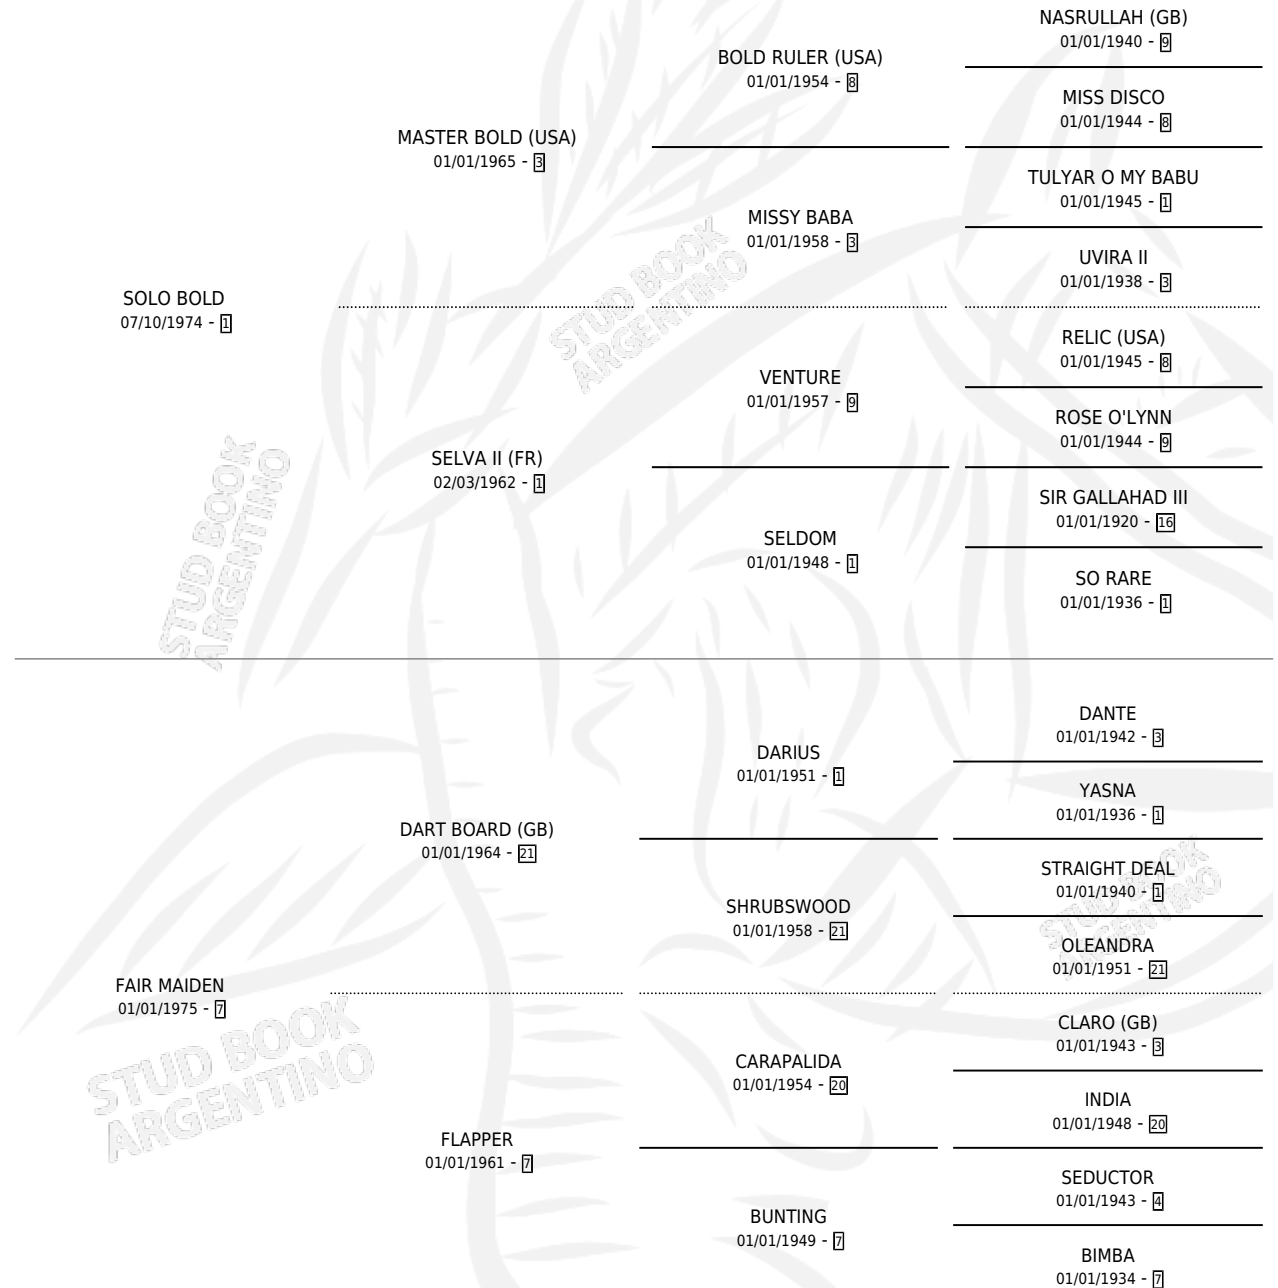 NASRULLAH (GB)
01/01/1940 - 9
BOLD RULER (USA)
01/01/1954 - 8
MISS DISCO
01/01/1944 - 8
MASTER BOLD (USA)
01/01/1965 - 3
TULYAR O MY BABU
01/01/1945 - 1
MISSY BABA
01/01/1958 - 3
UVIRA II
01/01/1938 - 3
SOLO BOLD
07/10/1974 - 1
RELIC (USA)
01/01/1945 - 8
VENTURE
01/01/1957 - 9
ROSE O'LYNN
01/01/1944 - 9
SELVA II (FR)
02/03/1962 - 1
SIR GALLAHAD III
01/01/1920 - 16
SELDOM
01/01/1948 - 1
SO RARE
01/01/1936 - 1
DANTE
01/01/1942 - 3
DARIUS
01/01/1951 - 1
YASNA
01/01/1936 - 1
DART BOARD (GB)
01/01/1964 - 21
STRAIGHT DEAL
01/01/1940 - 1
SHRUBSWOOD
01/01/1958 - 21
OLEANDRA
01/01/1951 - 21
FAIR MAIDEN
01/01/1975 - 7
CLARO (GB)
01/01/1943 - 3
CARAPALIDA
01/01/1954 - 20
INDIA
01/01/1948 - 20
FLAPPER
01/01/1961 - 7
SEDUCTOR
01/01/1943 - 4
BUNTING
01/01/1949 - 7
BIMBA
01/01/1934 - 7
STUD BOOK
ARGENTINO
STUD BOOK
ARGENTINO
STUD BOOK
ARGENTINO
STUD BOOK
ARGENTINO